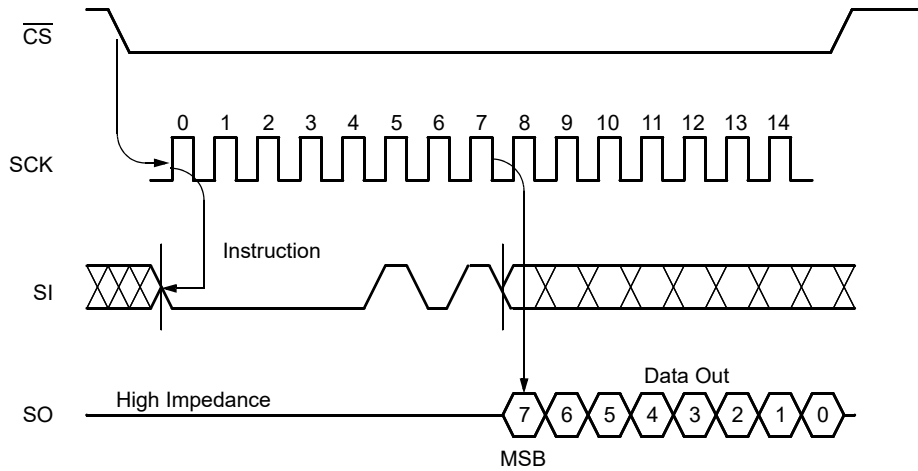 CS
0 1 2 3 4 5 6 7 8 9 10 11 12 13 14
SCK
Instruction
SI
Data Out
High Impedance
SO
7 6 5 4 3 2 1 0
MSB